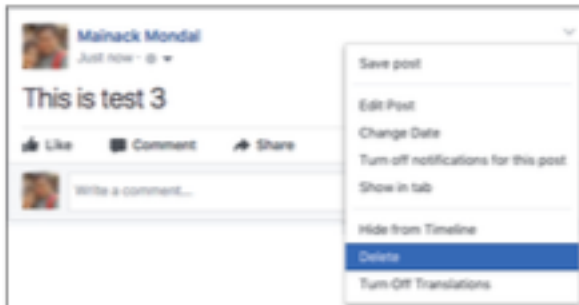 Mainack Mondal
Just now
This is test 3
Like Comment Share
Write a comment...
Save post
Edit Post
Change Date
Turn off notifications for this post
Show in tab
Hide from Timeline
Delete
Turn Off Translations